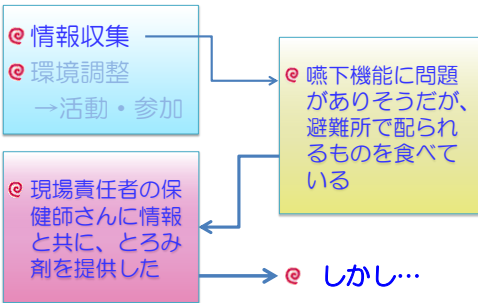 情報収集
環境調整
→活動・参加
嚥下機能に問題
がありそうだが、
避難所で配られ
るものを食べて
いる
現場責任者の保
健師さんに情報
と共に、とろみ
剤を提供した
しかし…